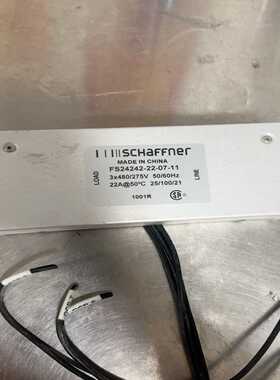 SCHAFFNER
MADE IN CHINA
FS24242-22-07-11
3x480/275V 50/60Hz
22A@50°C 25/100/21
1001R
LOAD
LINE